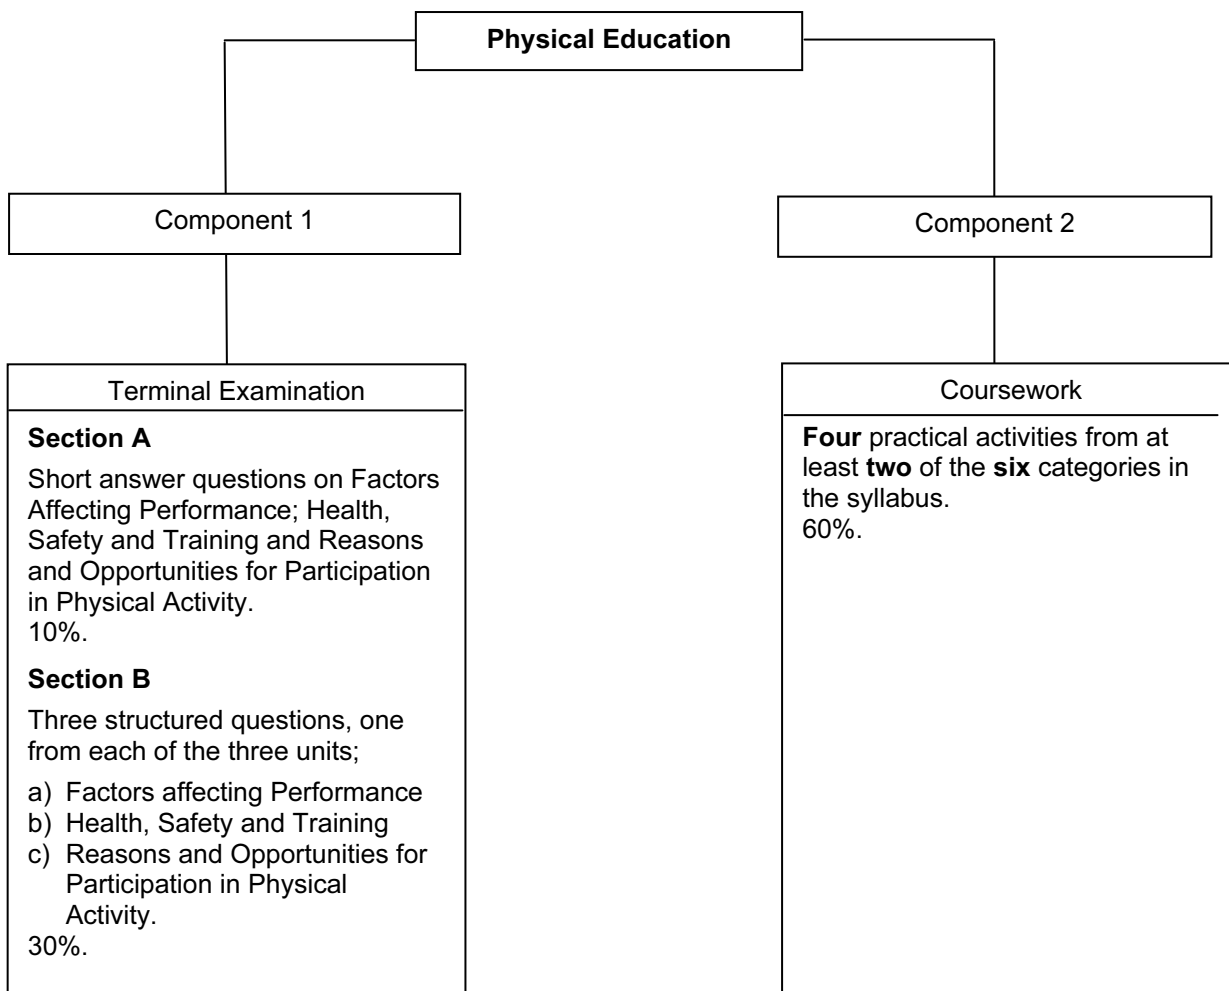 Physical Education
Component 1
Component 2
Terminal Examination
Section A
Short answer questions on Factors
Affecting Performance; Health,
Safety and Training and Reasons
and Opportunities for Participation
in Physical Activity.
10%.
Section B
Three structured questions, one
from each of the three units;
a) Factors affecting Performance
b) Health, Safety and Training
c) Reasons and Opportunities for
Participation in Physical
Activity.
30%.
Coursework
Four practical activities from at
least two of the six categories in
the syllabus.
60%.